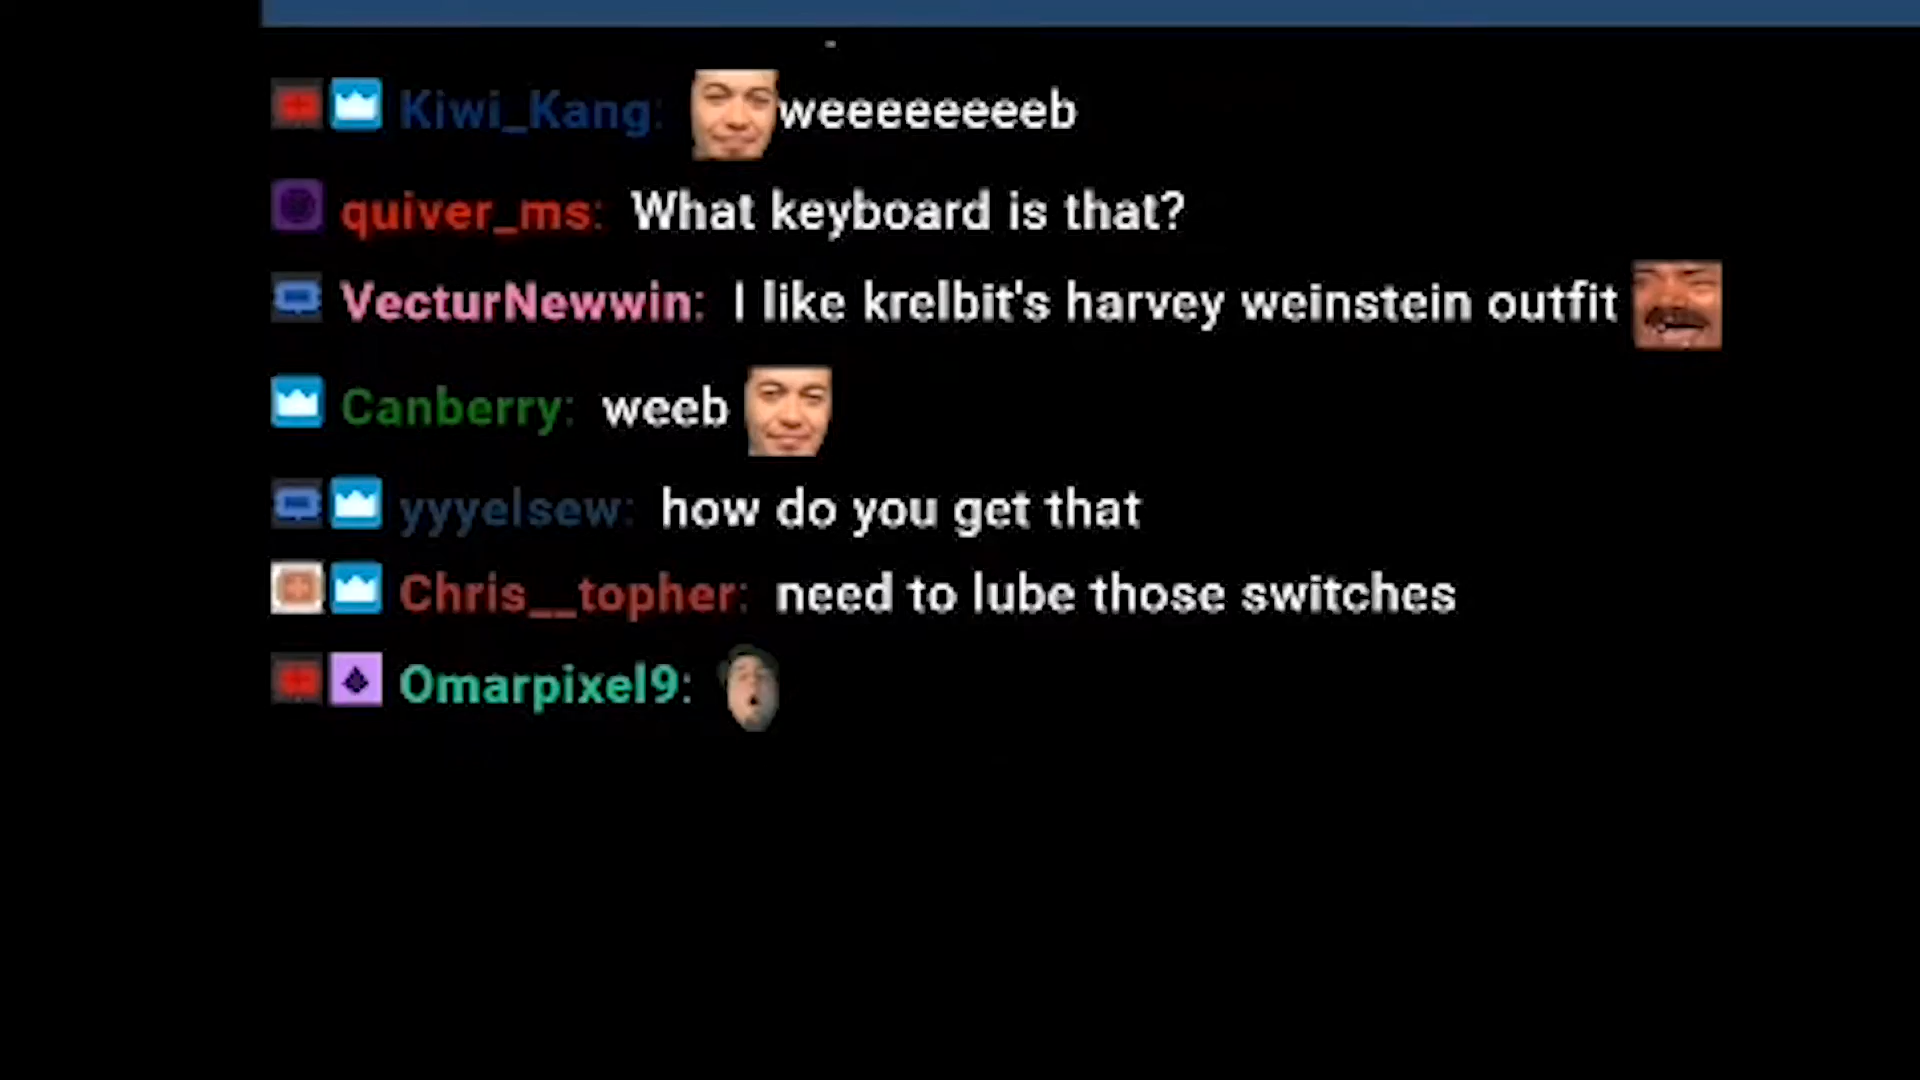 Kiwi_Kang: weeeeeeeeb
quiver_ms: What keyboard is that?
VecturNewwin: I like krelbit's harvey weinstein outfit
Canberry: weeb
yyyelsew: how do you get that
Chris__topher: need to lube those switches
Omarpixel9: